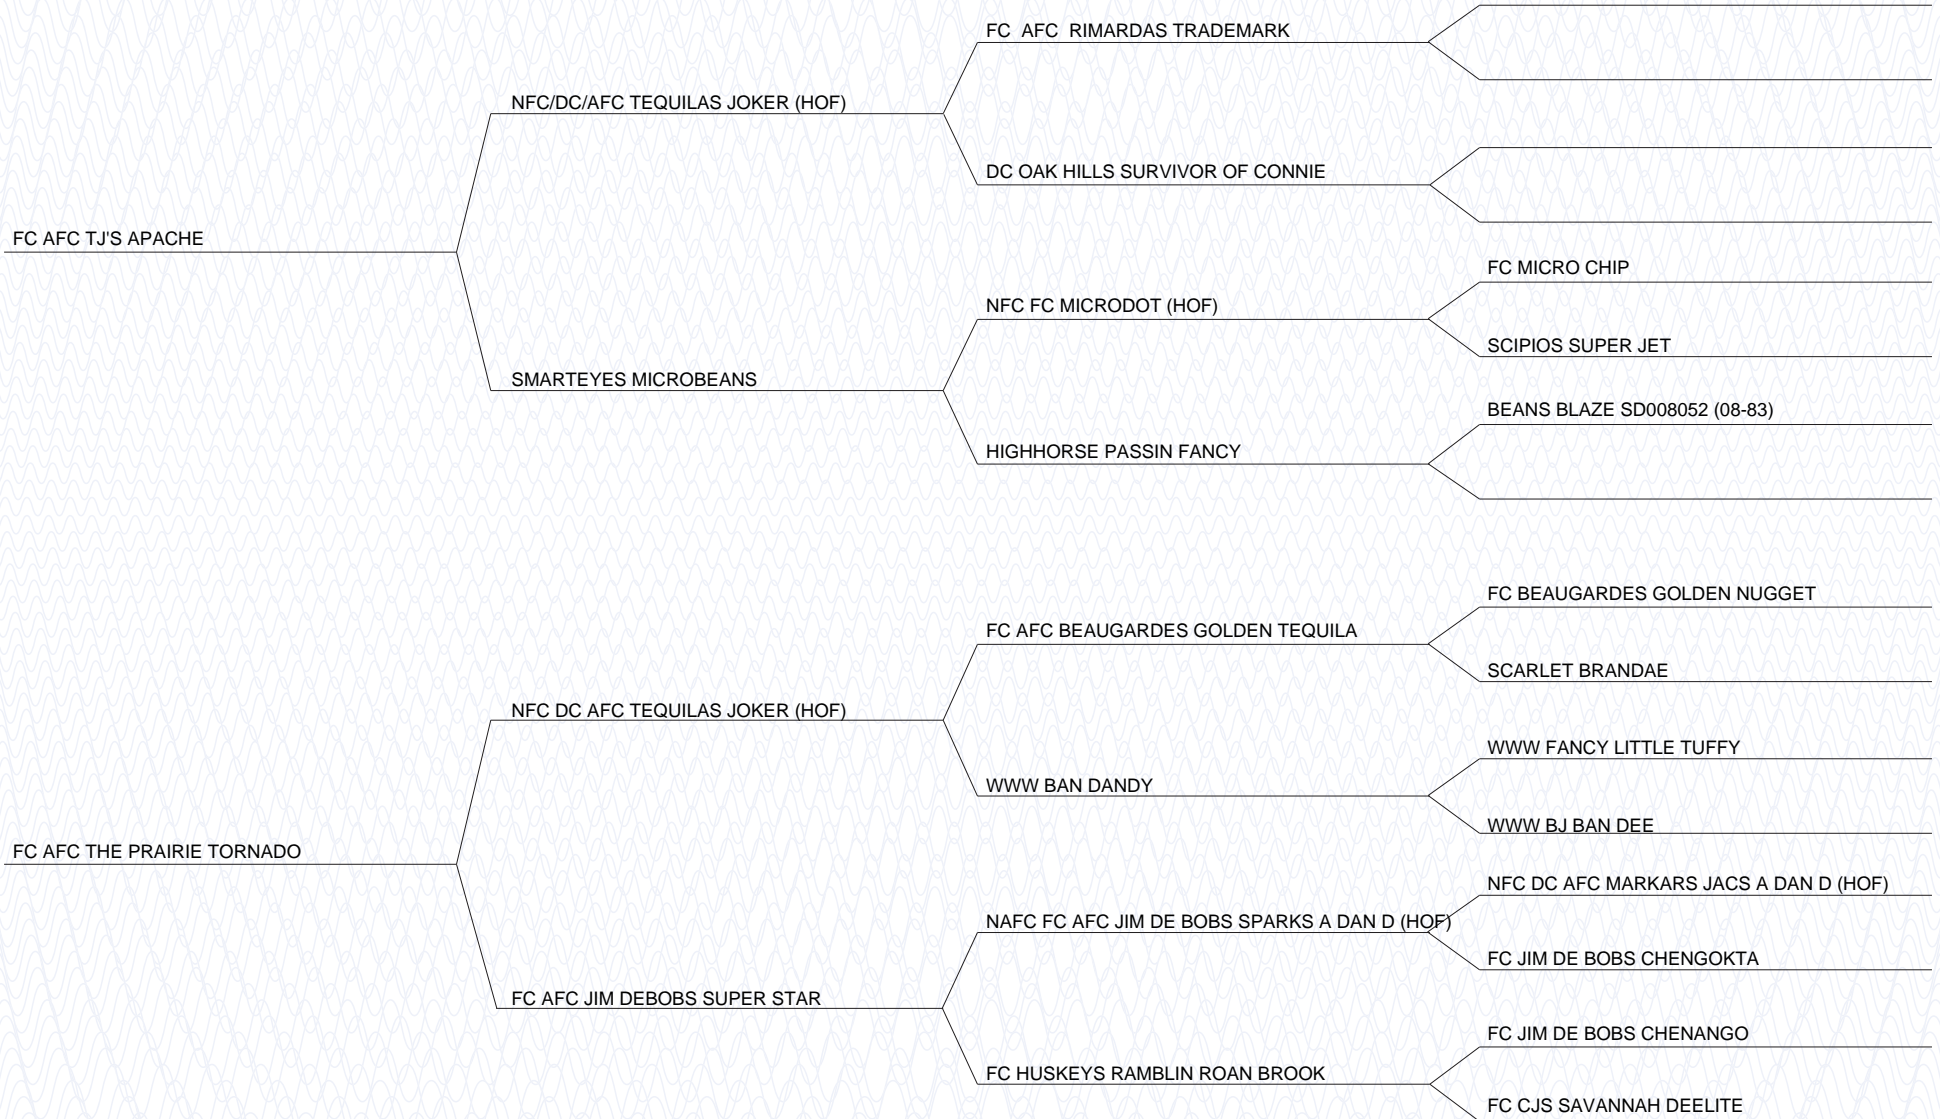 FC  AFC  RIMARDAS TRADEMARK
NFC/DC/AFC TEQUILAS JOKER (HOF)
DC OAK HILLS SURVIVOR OF CONNIE
FC AFC TJ'S APACHE
FC MICRO CHIP
NFC FC MICRODOT (HOF)
SCIPIOS SUPER JET
SMARTEYES MICROBEANS
BEANS BLAZE SD008052 (08-83)
HIGHHORSE PASSIN FANCY
FC BEAUGARDES GOLDEN NUGGET
FC AFC BEAUGARDES GOLDEN TEQUILA
SCARLET BRANDAE
NFC DC AFC TEQUILAS JOKER (HOF)
WWW FANCY LITTLE TUFFY
WWW BAN DANDY
WWW BJ BAN DEE
FC AFC THE PRAIRIE TORNADO
NFC DC AFC MARKARS JACS A DAN D (HOF)
NAFC FC AFC JIM DE BOBS SPARKS A DAN D (HOF)
FC JIM DE BOBS CHENGOKTA
FC AFC JIM DEBOBS SUPER STAR
FC JIM DE BOBS CHENANGO
FC HUSKEYS RAMBLIN ROAN BROOK
FC CJS SAVANNAH DEELITE